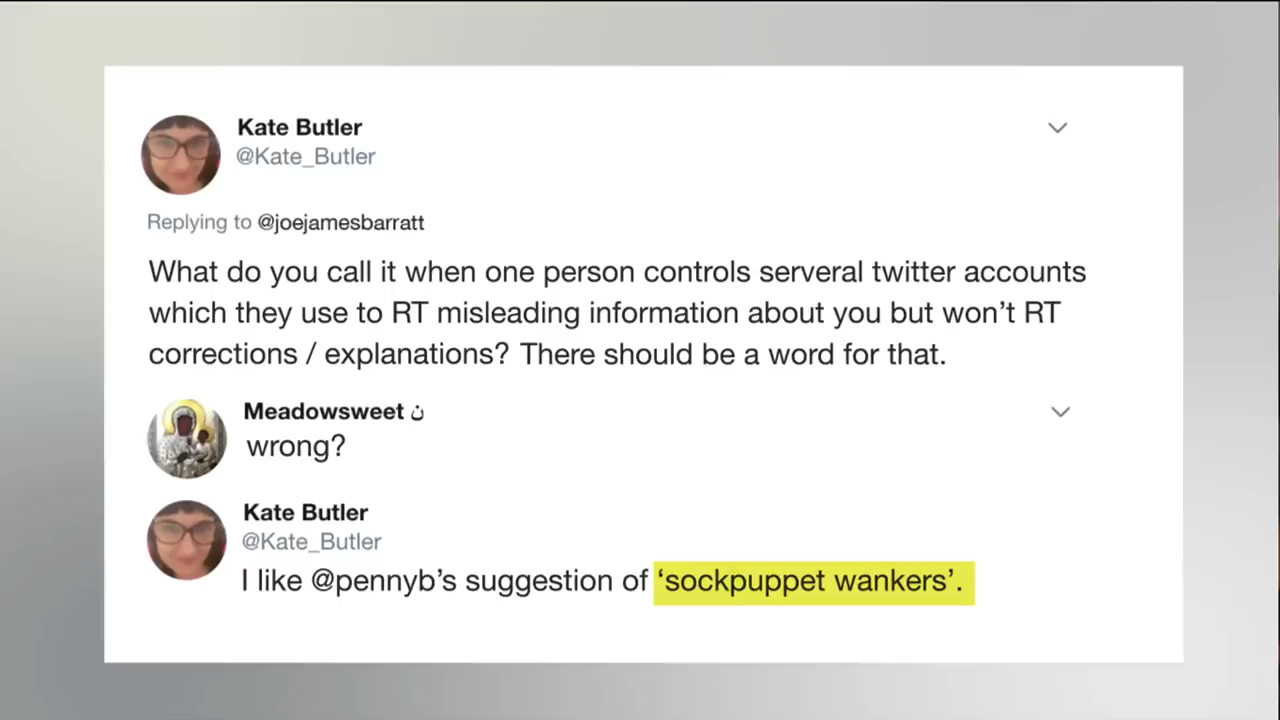 Kate Butler
@Kate_Butler
Replying to @joejamesbarratt
What do you call it when one person controls serveral twitter accounts
which they use to RT misleading information about you but won’t RT
corrections / explanations? There should be a word for that.
Meadowsweet ن
wrong?
Kate Butler
@Kate_Butler
I like @pennyb’s suggestion of ‘sockpuppet wankers’.